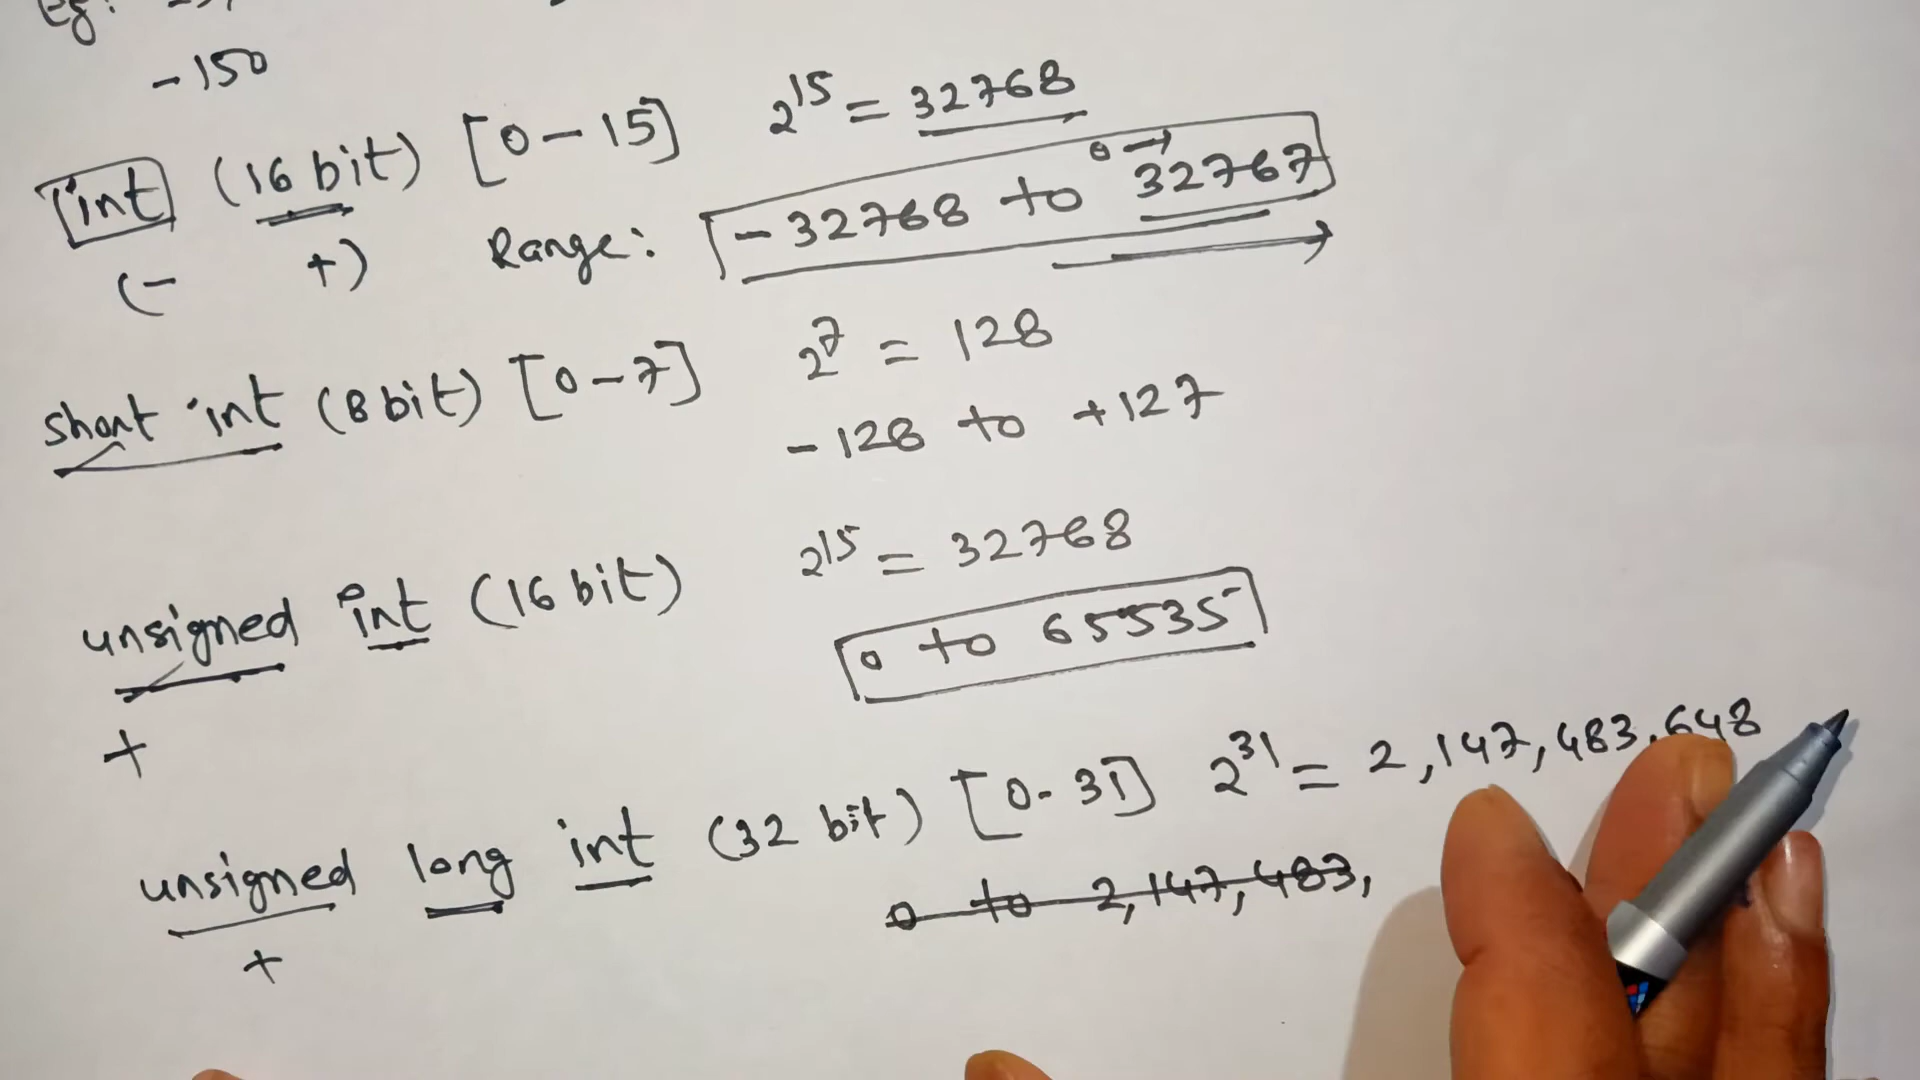 eg:
-150
int (16 bit) [0-15] 2^15 = 32768
0→
(- +) Range: -32768 to 32767
short int (8 bit) [0-7] 2^7 = 128
-128 to +127
unsigned int (16 bit) 2^15 = 32768
+ 0 to 65535
unsigned long int (32 bit) [0-31] 2^31 = 2,147,483,648
+ 0 to 2,147,483,